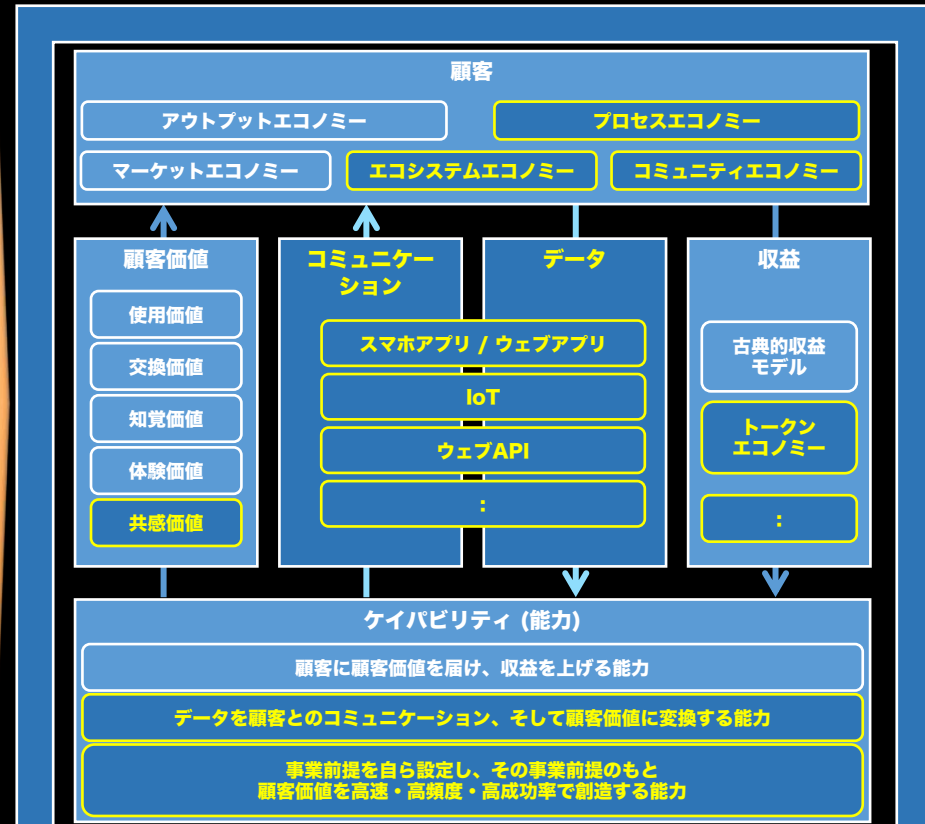 顧客
アウトプットエコノミー
プロセスエコノミー
マーケットエコノミー
エコシステムエコノミー
コミュニティエコノミー
顧客価値
使用価値
交換価値
知覚価値
体験価値
共感価値
コミュニケー
ション
データ
スマホアプリ / ウェブアプリ
IoT
ウェブAPI
:
収益
古典的収益
モデル
トークン
エコノミー
:
ケイパビリティ (能力)
顧客に顧客価値を届け、収益を上げる能力
データを顧客とのコミュニケーション、そして顧客価値に変換する能力
事業前提を自ら設定し、その事業前提のもと
顧客価値を高速・高頻度・高成功率で創造する能力